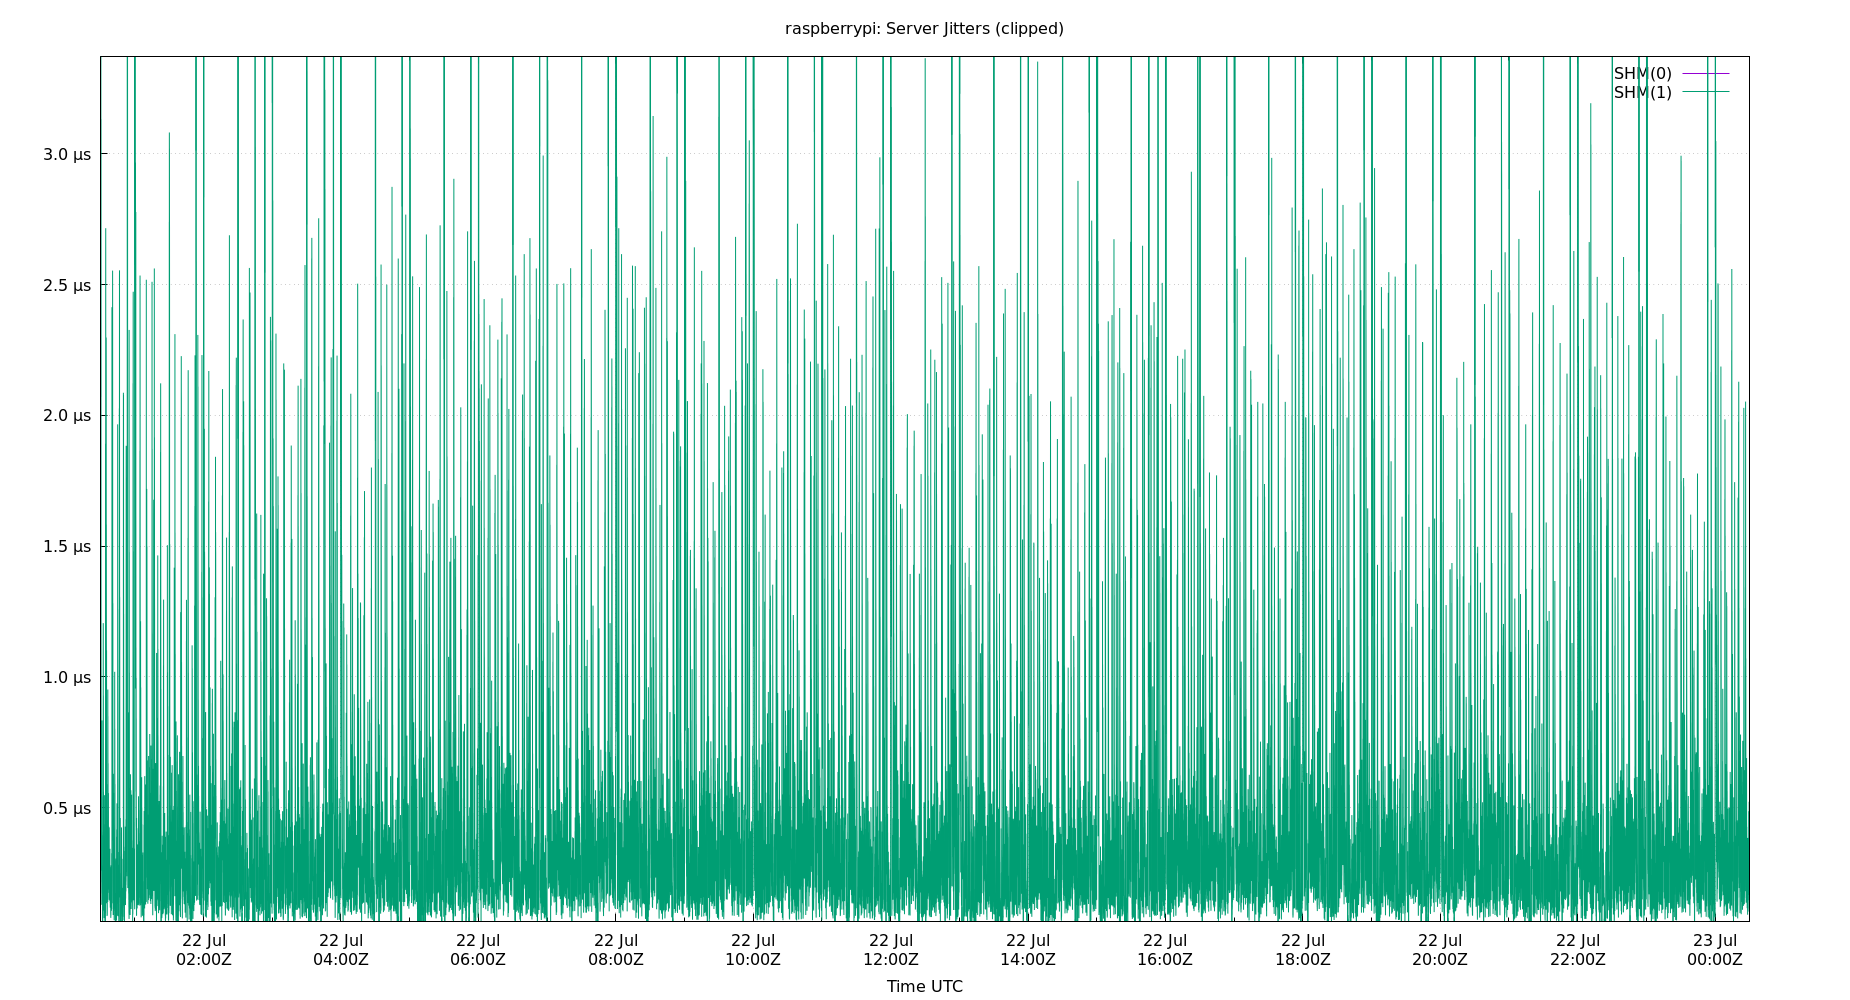 raspberrypi: Server Jitters (clipped)
SHM(0)
SHM(1)
3.0 µs
2.5 µs
2.0 µs
1.5 µs
1.0 µs
0.5 µs
22 Jul 22 Jul 22 Jul 22 Jul 22 Jul 22 Jul 22 Jul 22 Jul 22 Jul 22 Jul 22 Jul 23 Jul
02:00Z 04:00Z 06:00Z 08:00Z 10:00Z 12:00Z 14:00Z 16:00Z 18:00Z 20:00Z 22:00Z 00:00Z
Time UTC